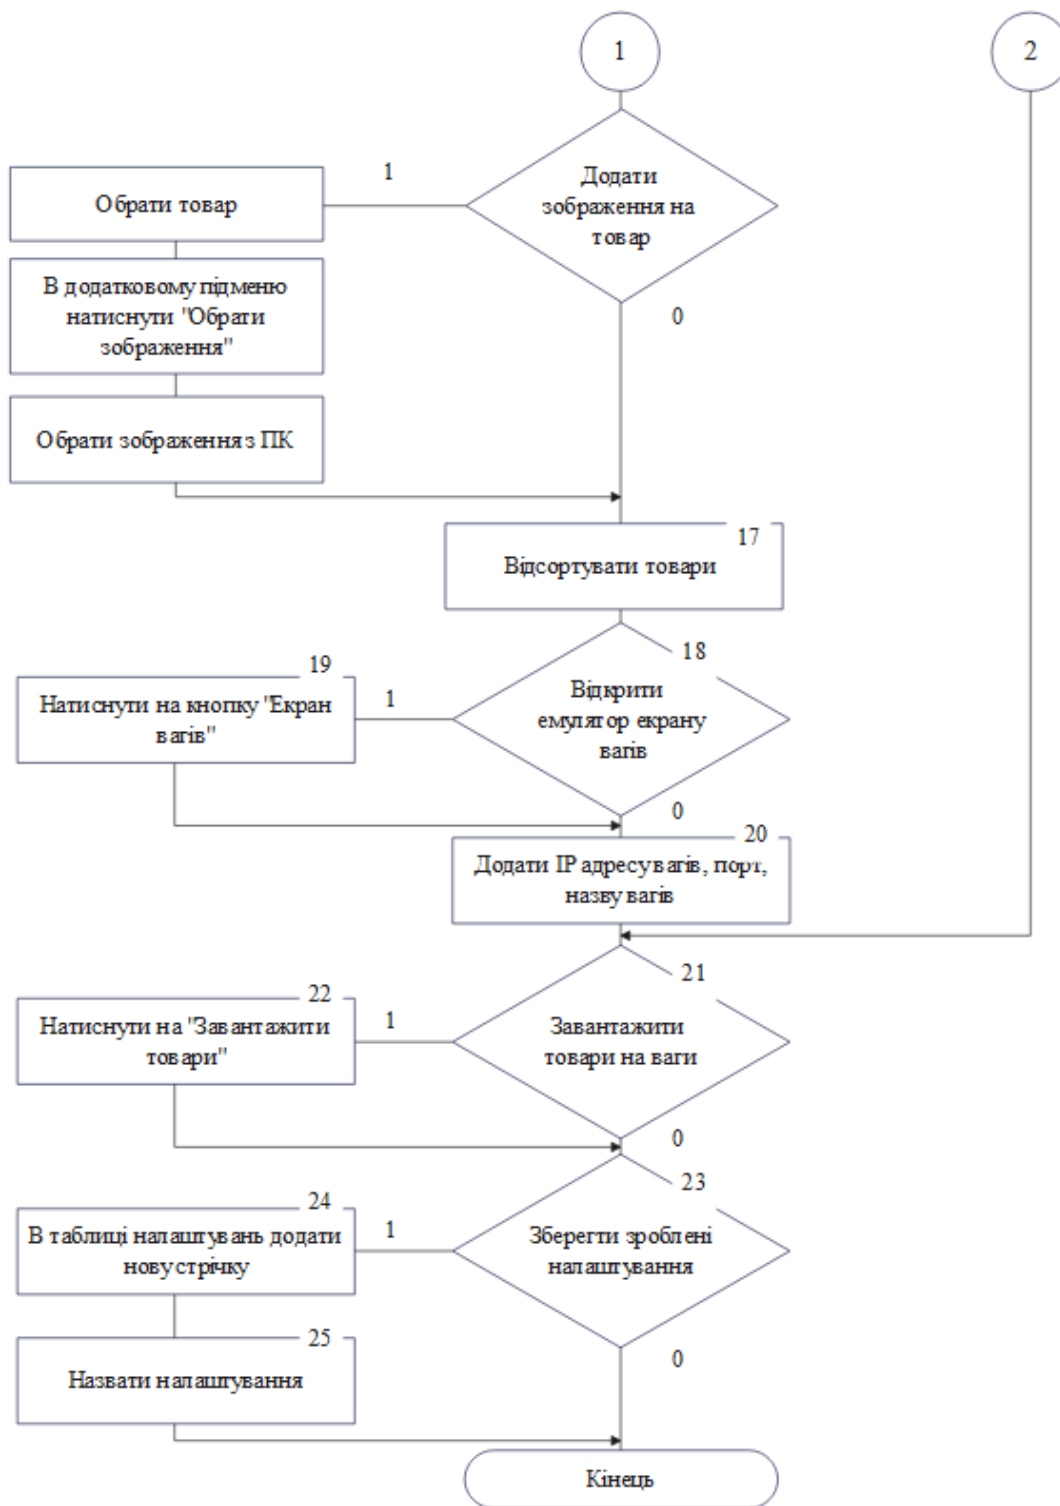 1
2
1
Додати
зображення на
товар
Обрати товар
0
В додатковому підменю
натиснути "Обрати
зображення"
Обрати зображення з ПК
17
Відсортувати товари
18
19
1
Відкрити
емулятор екрану
вагів
Натиснути на кнопку "Екран
вагів"
0
20
Додати IP адресу вагів, порт,
назву вагів
21
22
1
Завантажити
товари на ваги
Натиснути на "Завантажити
товари"
0
23
24
1
Зберегти зроблені
налаштування
В таблиці налаштувань додати
нову стрічку
25
0
Назвати налаштування
Кінець